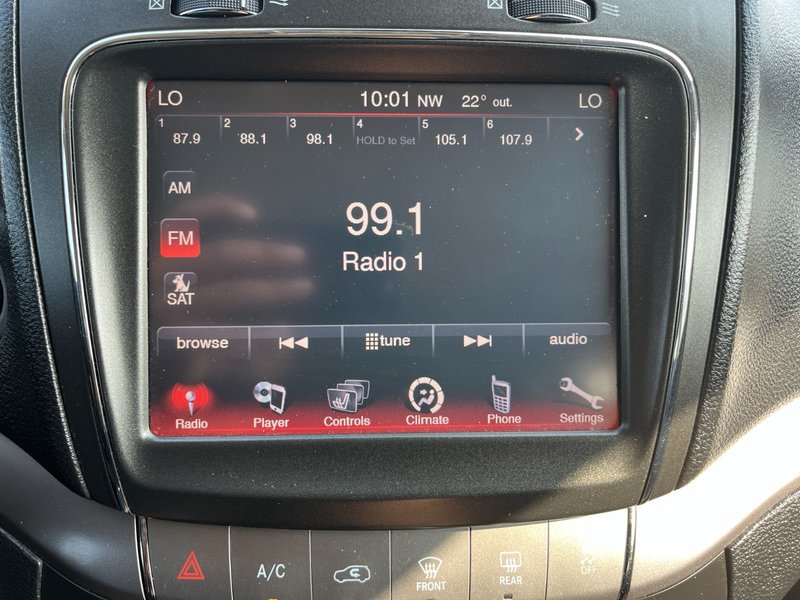 LO 10:01 NW 22° out. LO
1 2 3 4 5 6
87.9 88.1 98.1 HOLD to Set 105.1 107.9
AM
99.1
FM
Radio 1
SAT
browse tune audio
Radio Player Controls Climate Phone Settings
A/C FRONT REAR OFF